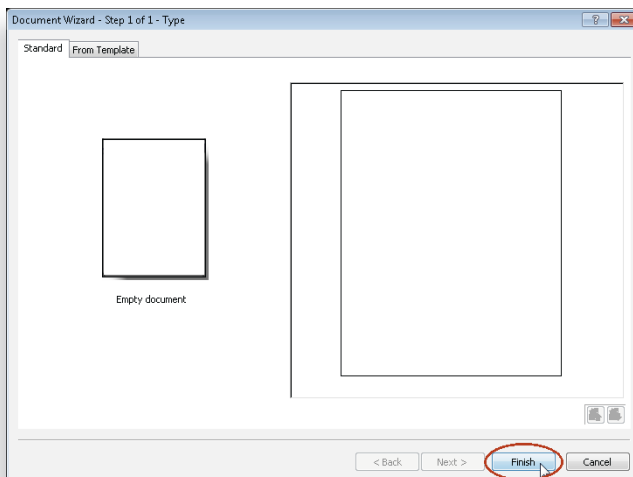 Document Wizard - Step 1 of 1 - Type
Standard
From Template
Empty document
< Back
Next >
Finish
Cancel